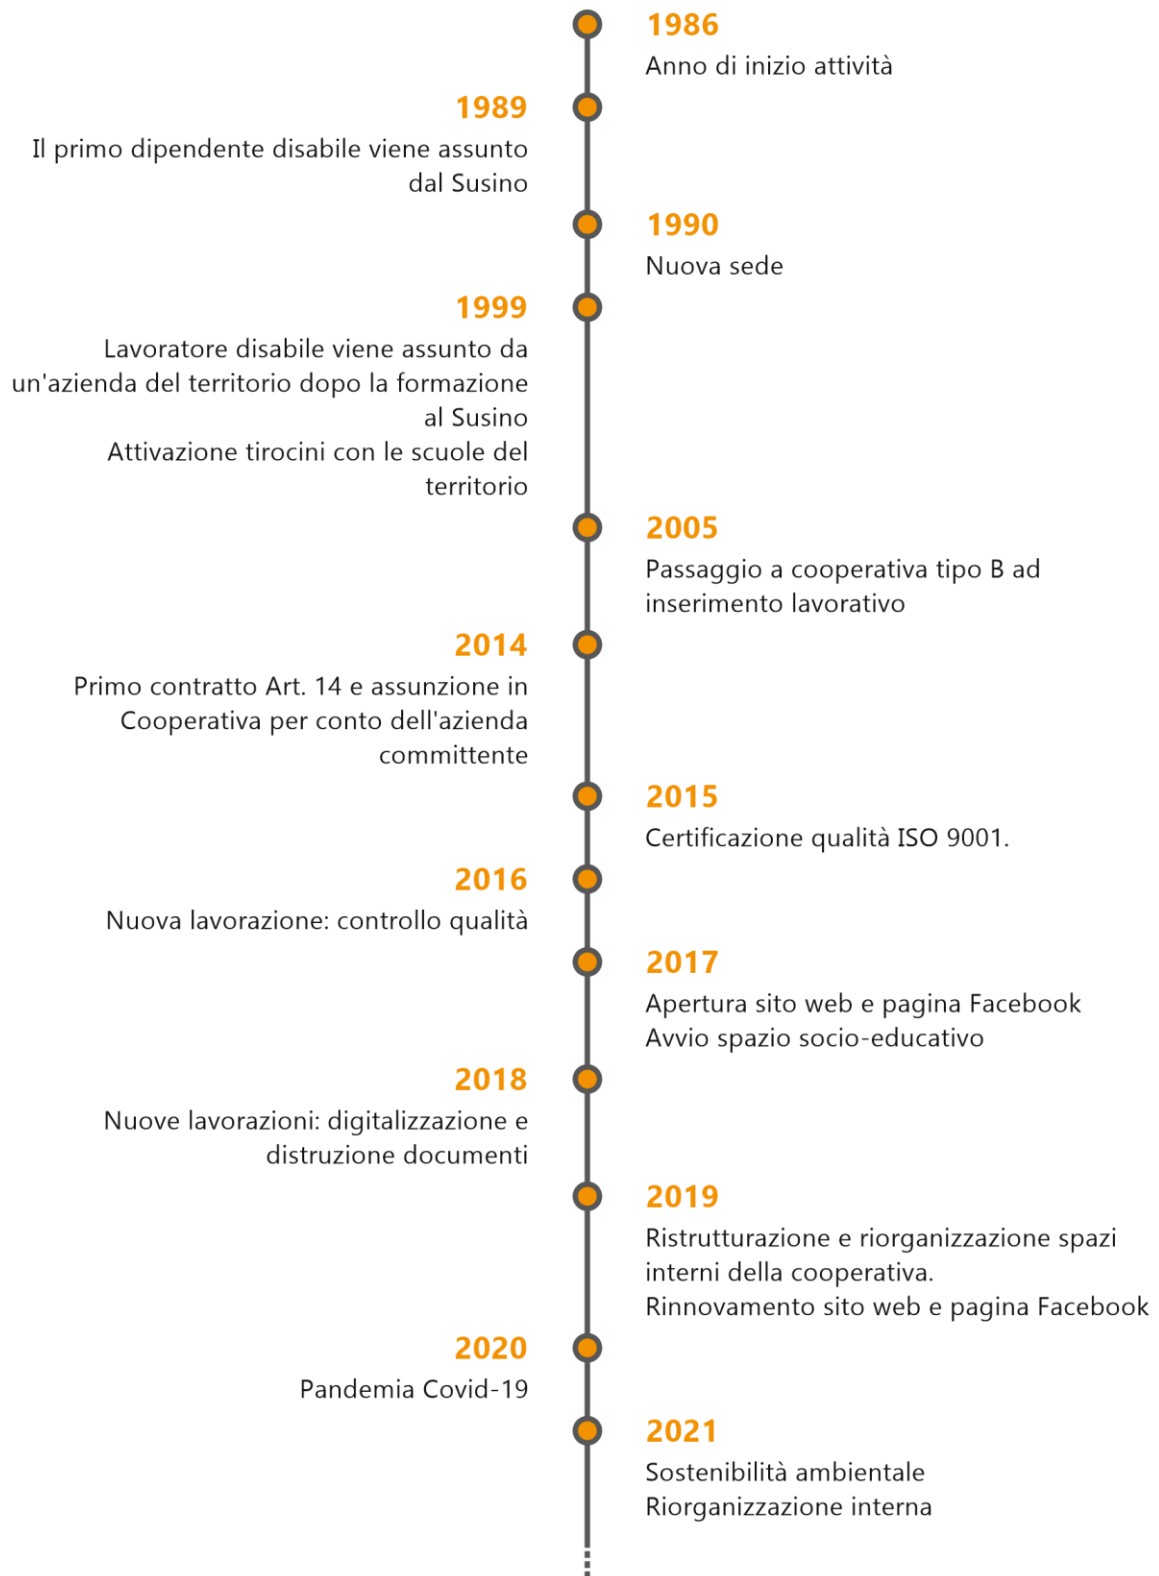 1986
Anno di inizio attività
1989
Il primo dipendente disabile viene assunto
dal Susino
1990
Nuova sede
1999
Lavoratore disabile viene assunto da
un'azienda del territorio dopo la formazione
al Susino
Attivazione tirocini con le scuole del
territorio
2005
Passaggio a cooperativa tipo B ad
inserimento lavorativo
2014
Primo contratto Art. 14 e assunzione in
Cooperativa per conto dell'azienda
committente
2015
Certificazione qualità ISO 9001.
2016
Nuova lavorazione: controllo qualità
2017
Apertura sito web e pagina Facebook
Avvio spazio socio-educativo
2018
Nuove lavorazioni: digitalizzazione e
distruzione documenti
2019
Ristrutturazione e riorganizzazione spazi
interni della cooperativa.
Rinnovamento sito web e pagina Facebook
2020
Pandemia Covid-19
2021
Sostenibilità ambientale
Riorganizzazione interna